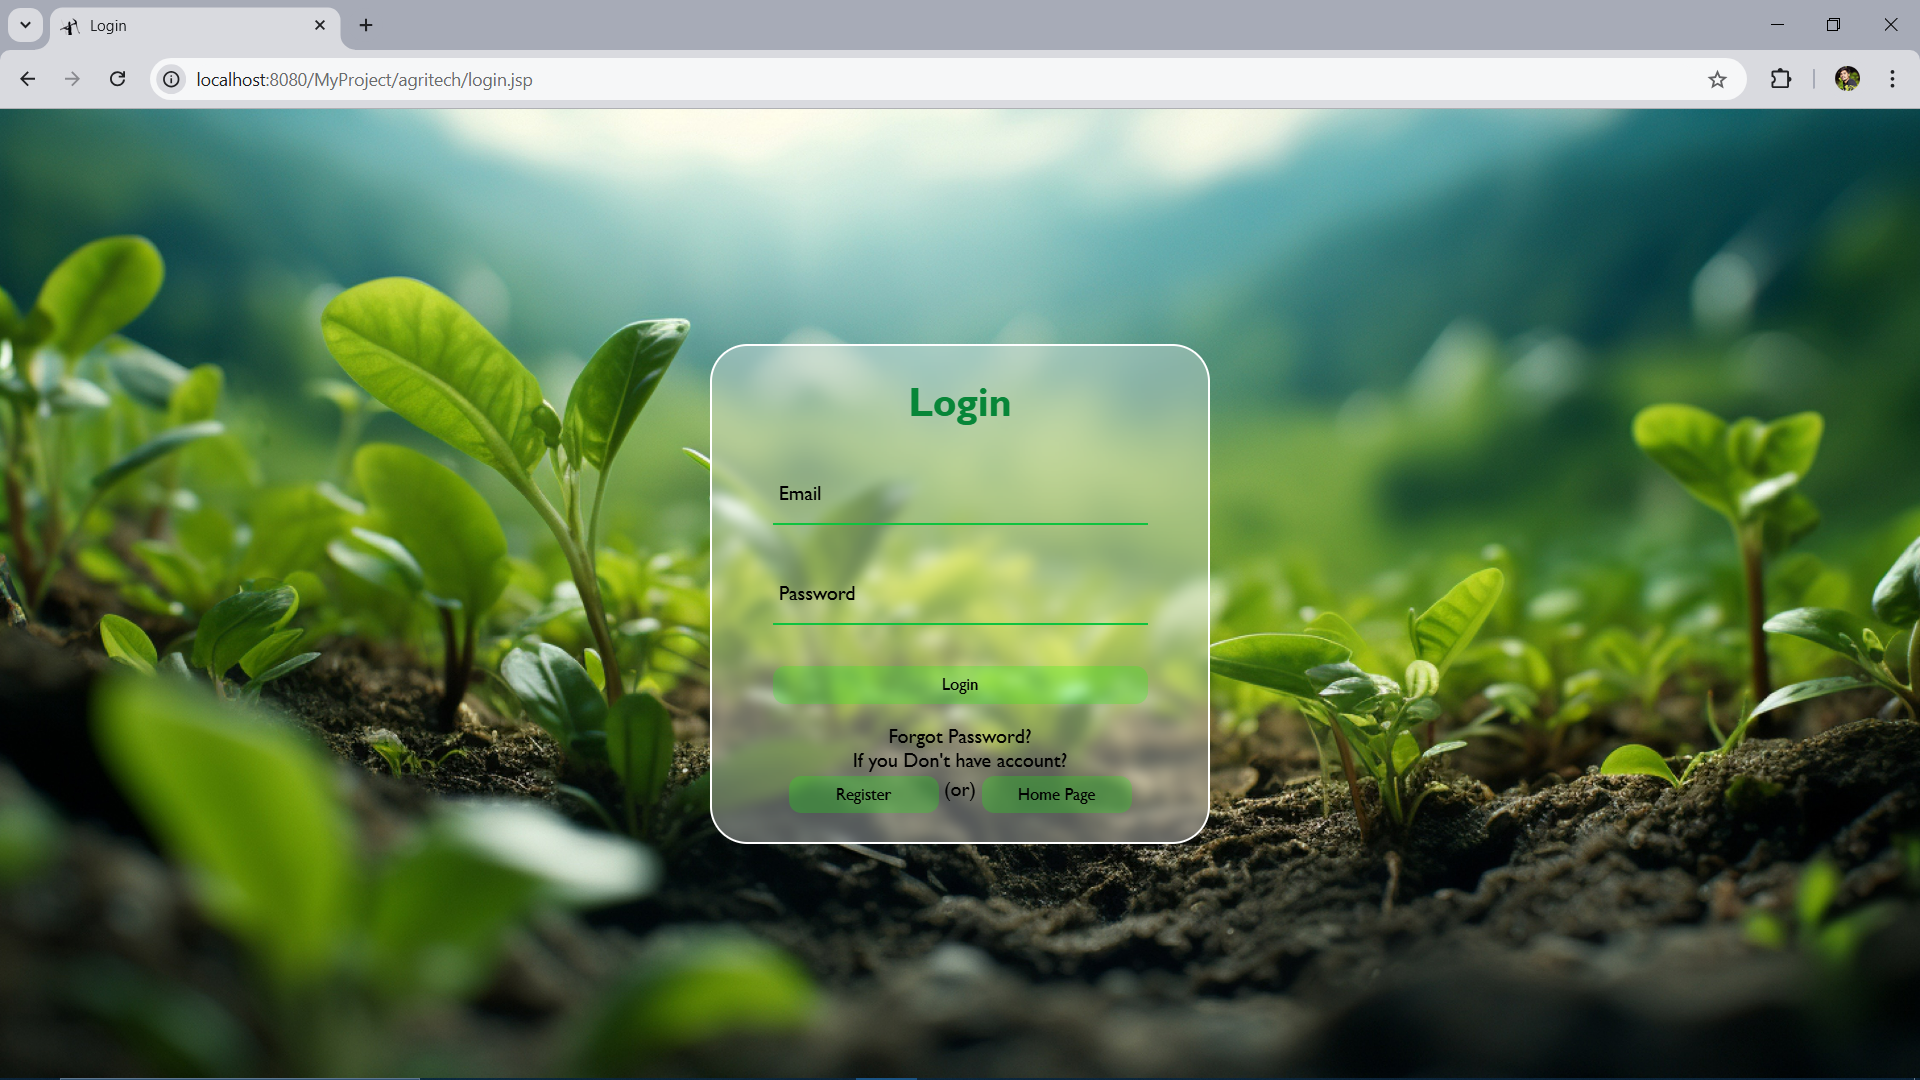 Login
localhost:8080/MyProject/agritech/login.jsp
Login
Email
Password
Login
Forgot Password?
If you Don't have account?
Register (or) Home Page